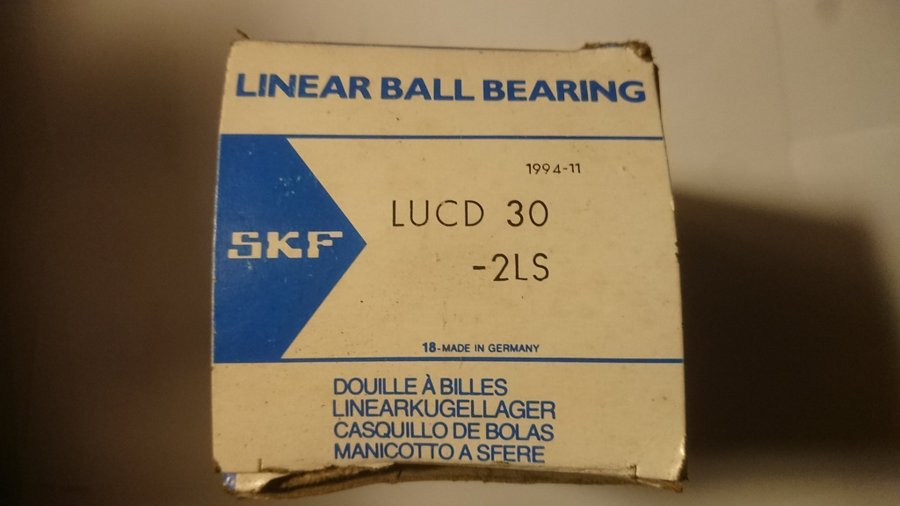 LINEAR BALL BEARING
1994-11
LUCD 30
SKF
-2LS
18-MADE IN GERMANY
DOUILLE À BILLES
LINEARKUGELLAGER
CASQUILLO DE BOLAS
MANICOTTO A SFERE